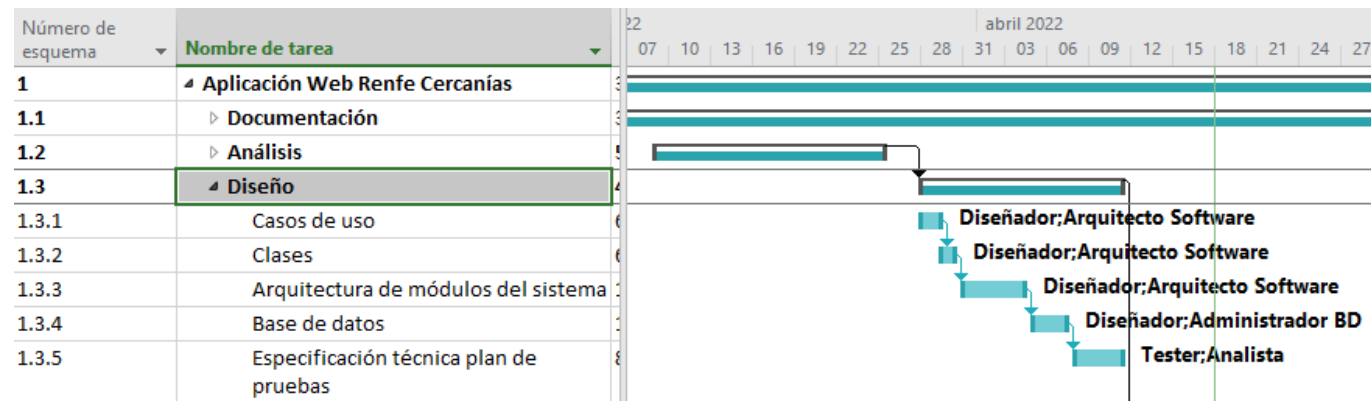 Número de esquema Nombre de tarea 22 abril 2022
07 10 13 16 19 22 25 28 31 03 06 09 12 15 18 21 24 27
1 Aplicación Web Renfe Cercanías
1.1 Documentación
1.2 Análisis
1.3 Diseño
1.3.1 Casos de uso Diseñador;Arquitecto Software
1.3.2 Clases Diseñador;Arquitecto Software
1.3.3 Arquitectura de módulos del sistema Diseñador;Arquitecto Software
1.3.4 Base de datos Diseñador;Administrador BD
1.3.5 Especificación técnica plan de Tester;Analista
pruebas